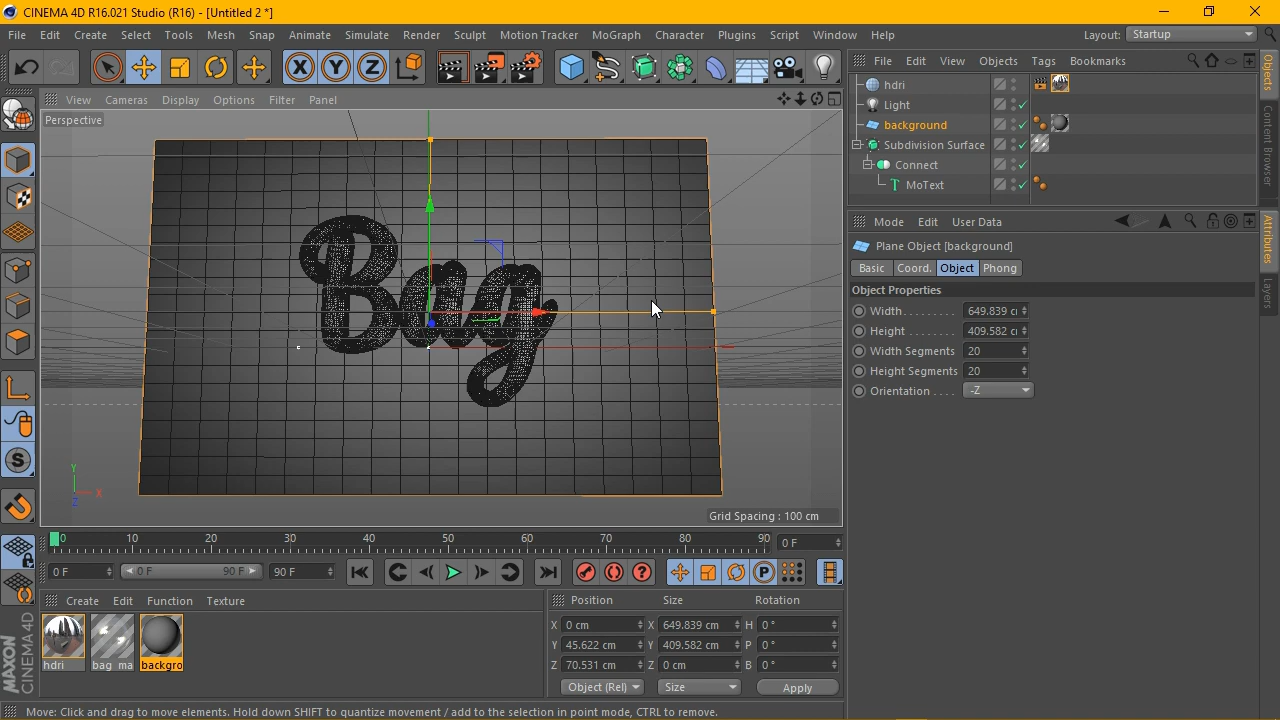 CINEMA 4D R16.021 Studio (R16) - [Untitled 2 *]
File Edit Create Select Tools Mesh Snap Animate Simulate Render Sculpt Motion Tracker MoGraph Character Plugins Script Window Help Layout: Startup
File Edit View Objects Tags Bookmarks
View Cameras Display Options Filter Panel
Perspective
hdri
Light
background
Subdivision Surface
Connect
MoText
Objects
Content Browser
Mode Edit User Data
Plane Object [background]
Basic Coord. Object Phong
Object Properties
Width 649.839 c
Height 409.582 c
Width Segments 20
Height Segments 20
Orientation -Z
Attributes
Layers
Bag
Y
X
Z
Grid Spacing : 100 cm
0 10 20 30 40 50 60 70 80 90 0 F
0 F 0 F 90 F 90 F
Create Edit Function Texture
hdri bag_ma backgro
Position Size Rotation
X 0 cm X 649.839 cm H 0 °
Y 45.622 cm Y 409.582 cm P 0 °
Z 70.531 cm Z 0 cm B 0 °
Object (Rel) Size Apply
MAXON CINEMA 4D
Move: Click and drag to move elements. Hold down SHIFT to quantize movement / add to the selection in point mode, CTRL to remove.